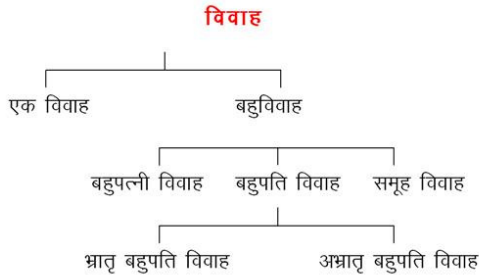 विवाह
एक विवाह बहुविवाह
बहुपत्नी विवाह बहुपति विवाह समूह विवाह
भ्रातृ बहुपति विवाह अभ्रातृ बहुपति विवाह